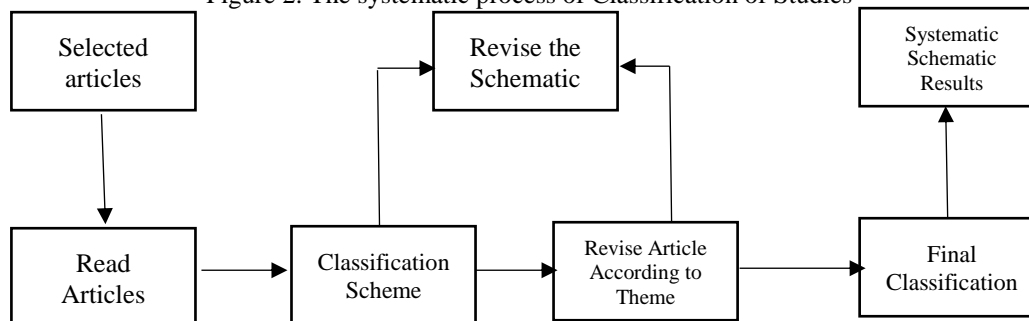 Figure 2. The systematic process of Classification of Studies
Selected
articles
Revise the
Schematic
Systematic
Schematic
Results
Read
Articles
Classification
Scheme
Revise Article
According to
Theme
Final
Classification